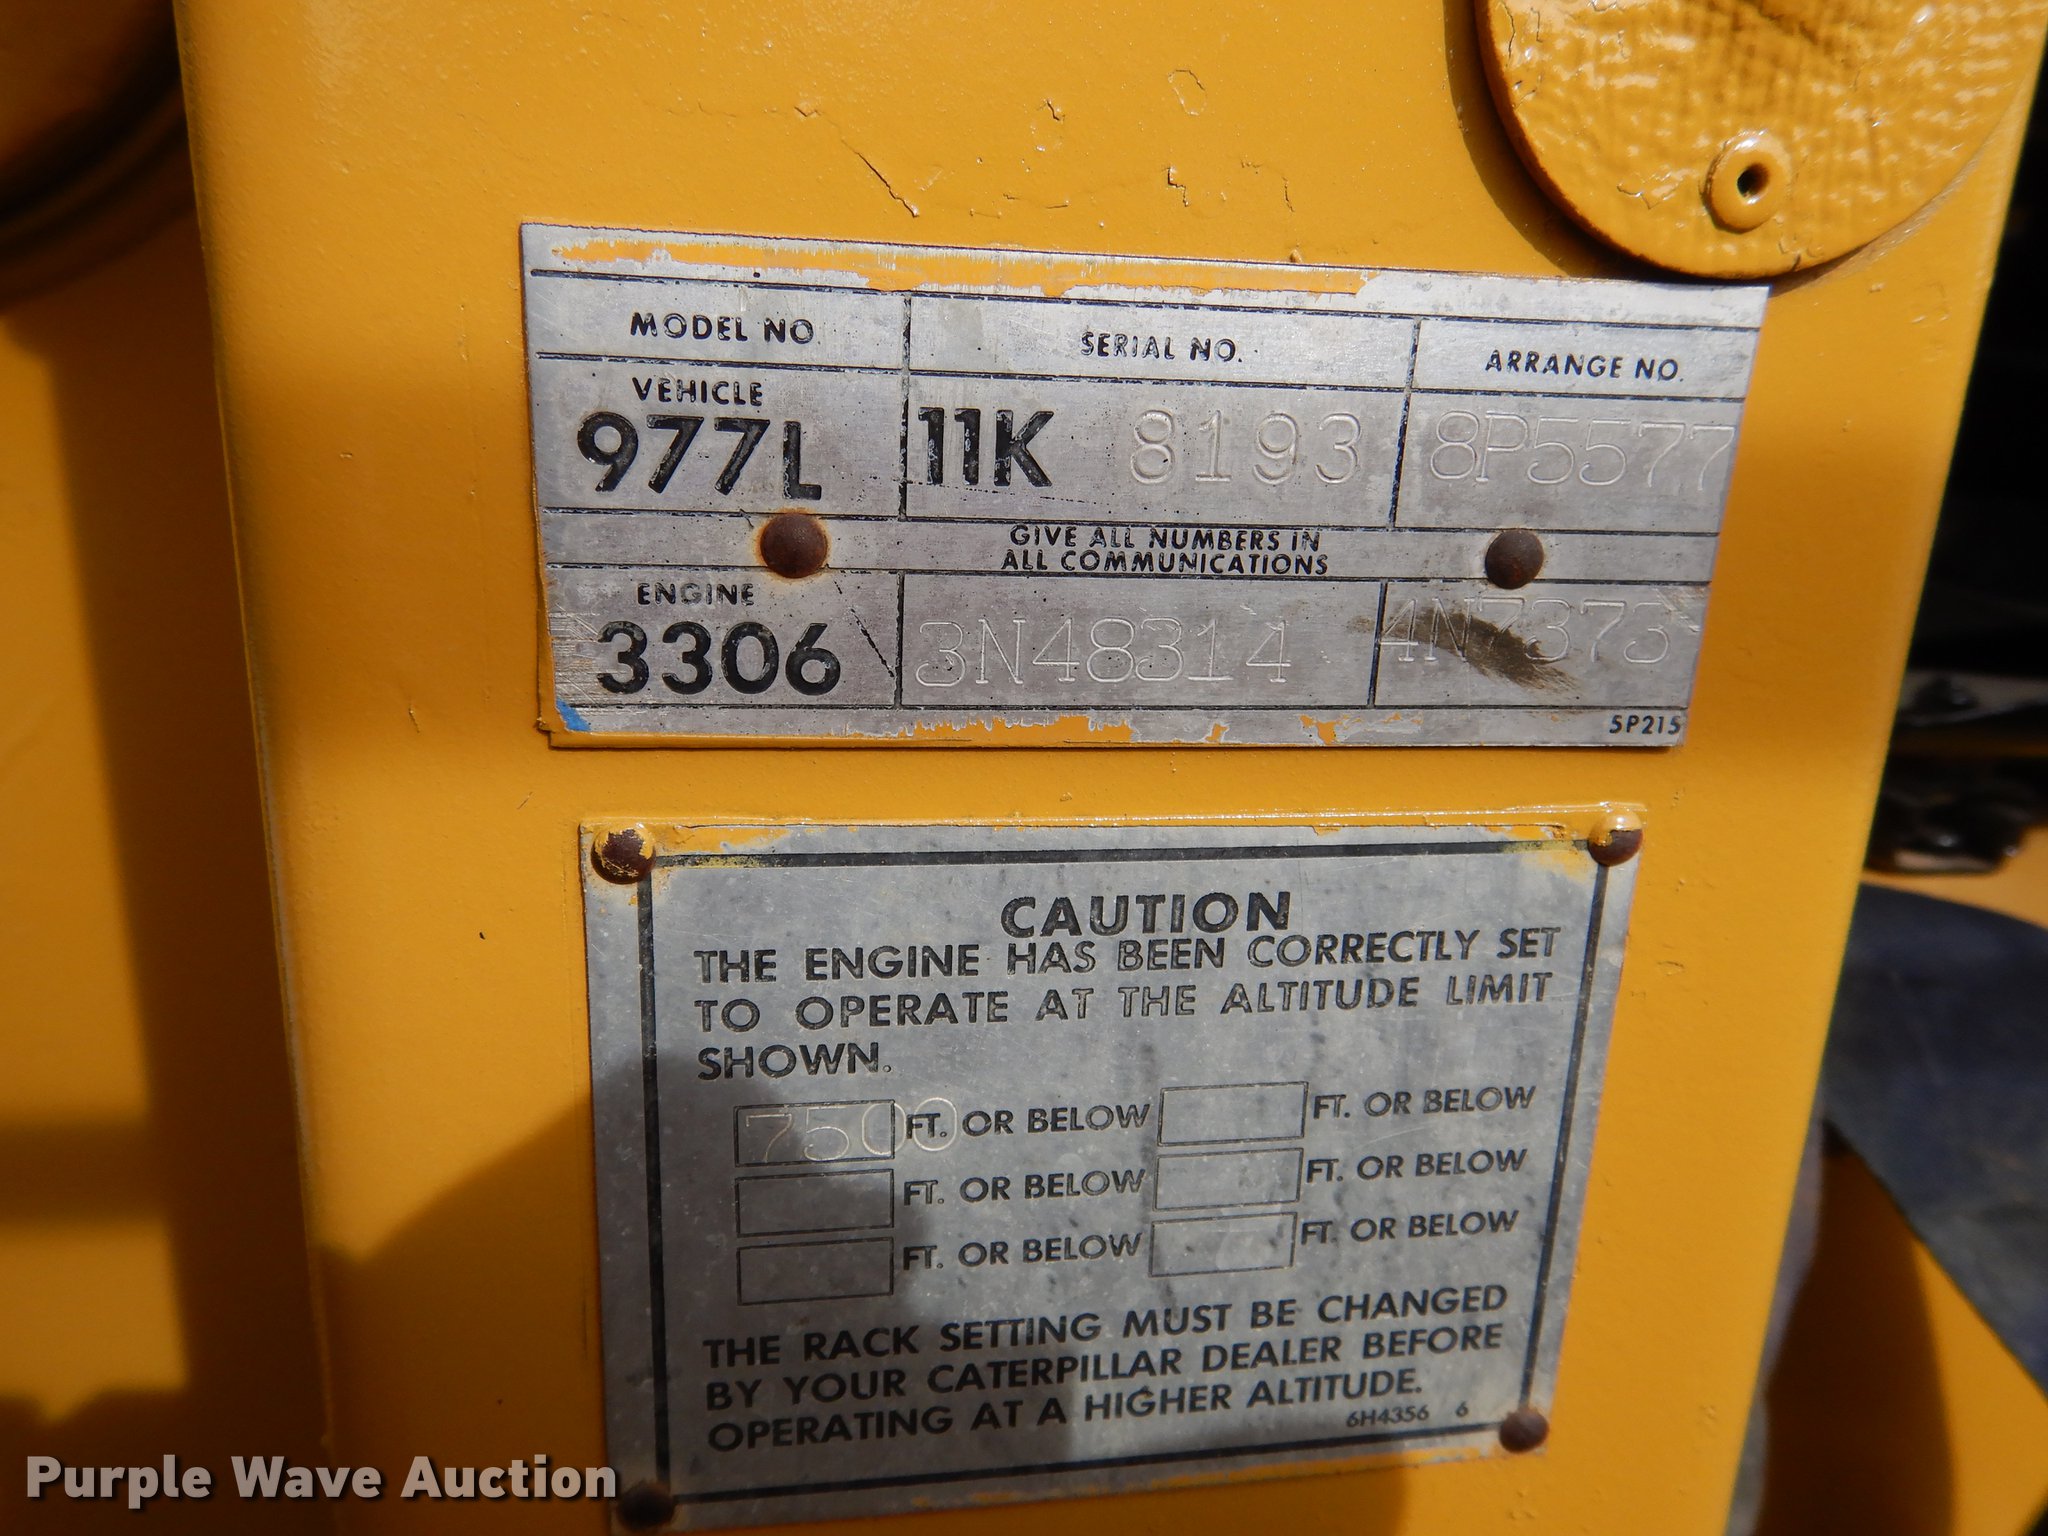 MODEL NO SERIAL NO. ARRANGE NO.
VEHICLE
977L 11K 8193 8P5577
GIVE ALL NUMBERS IN
ALL COMMUNICATIONS
ENGINE
3306 3N48314 4N7373
5P215
CAUTION
THE ENGINE HAS BEEN CORRECTLY SET
TO OPERATE AT THE ALTITUDE LIMIT
SHOWN.
7500 FT. OR BELOW FT. OR BELOW
FT. OR BELOW FT. OR BELOW
FT. OR BELOW FT. OR BELOW
THE RACK SETTING MUST BE CHANGED
BY YOUR CATERPILLAR DEALER BEFORE
OPERATING AT A HIGHER ALTITUDE.
6H4356 6
Purple Wave Auction